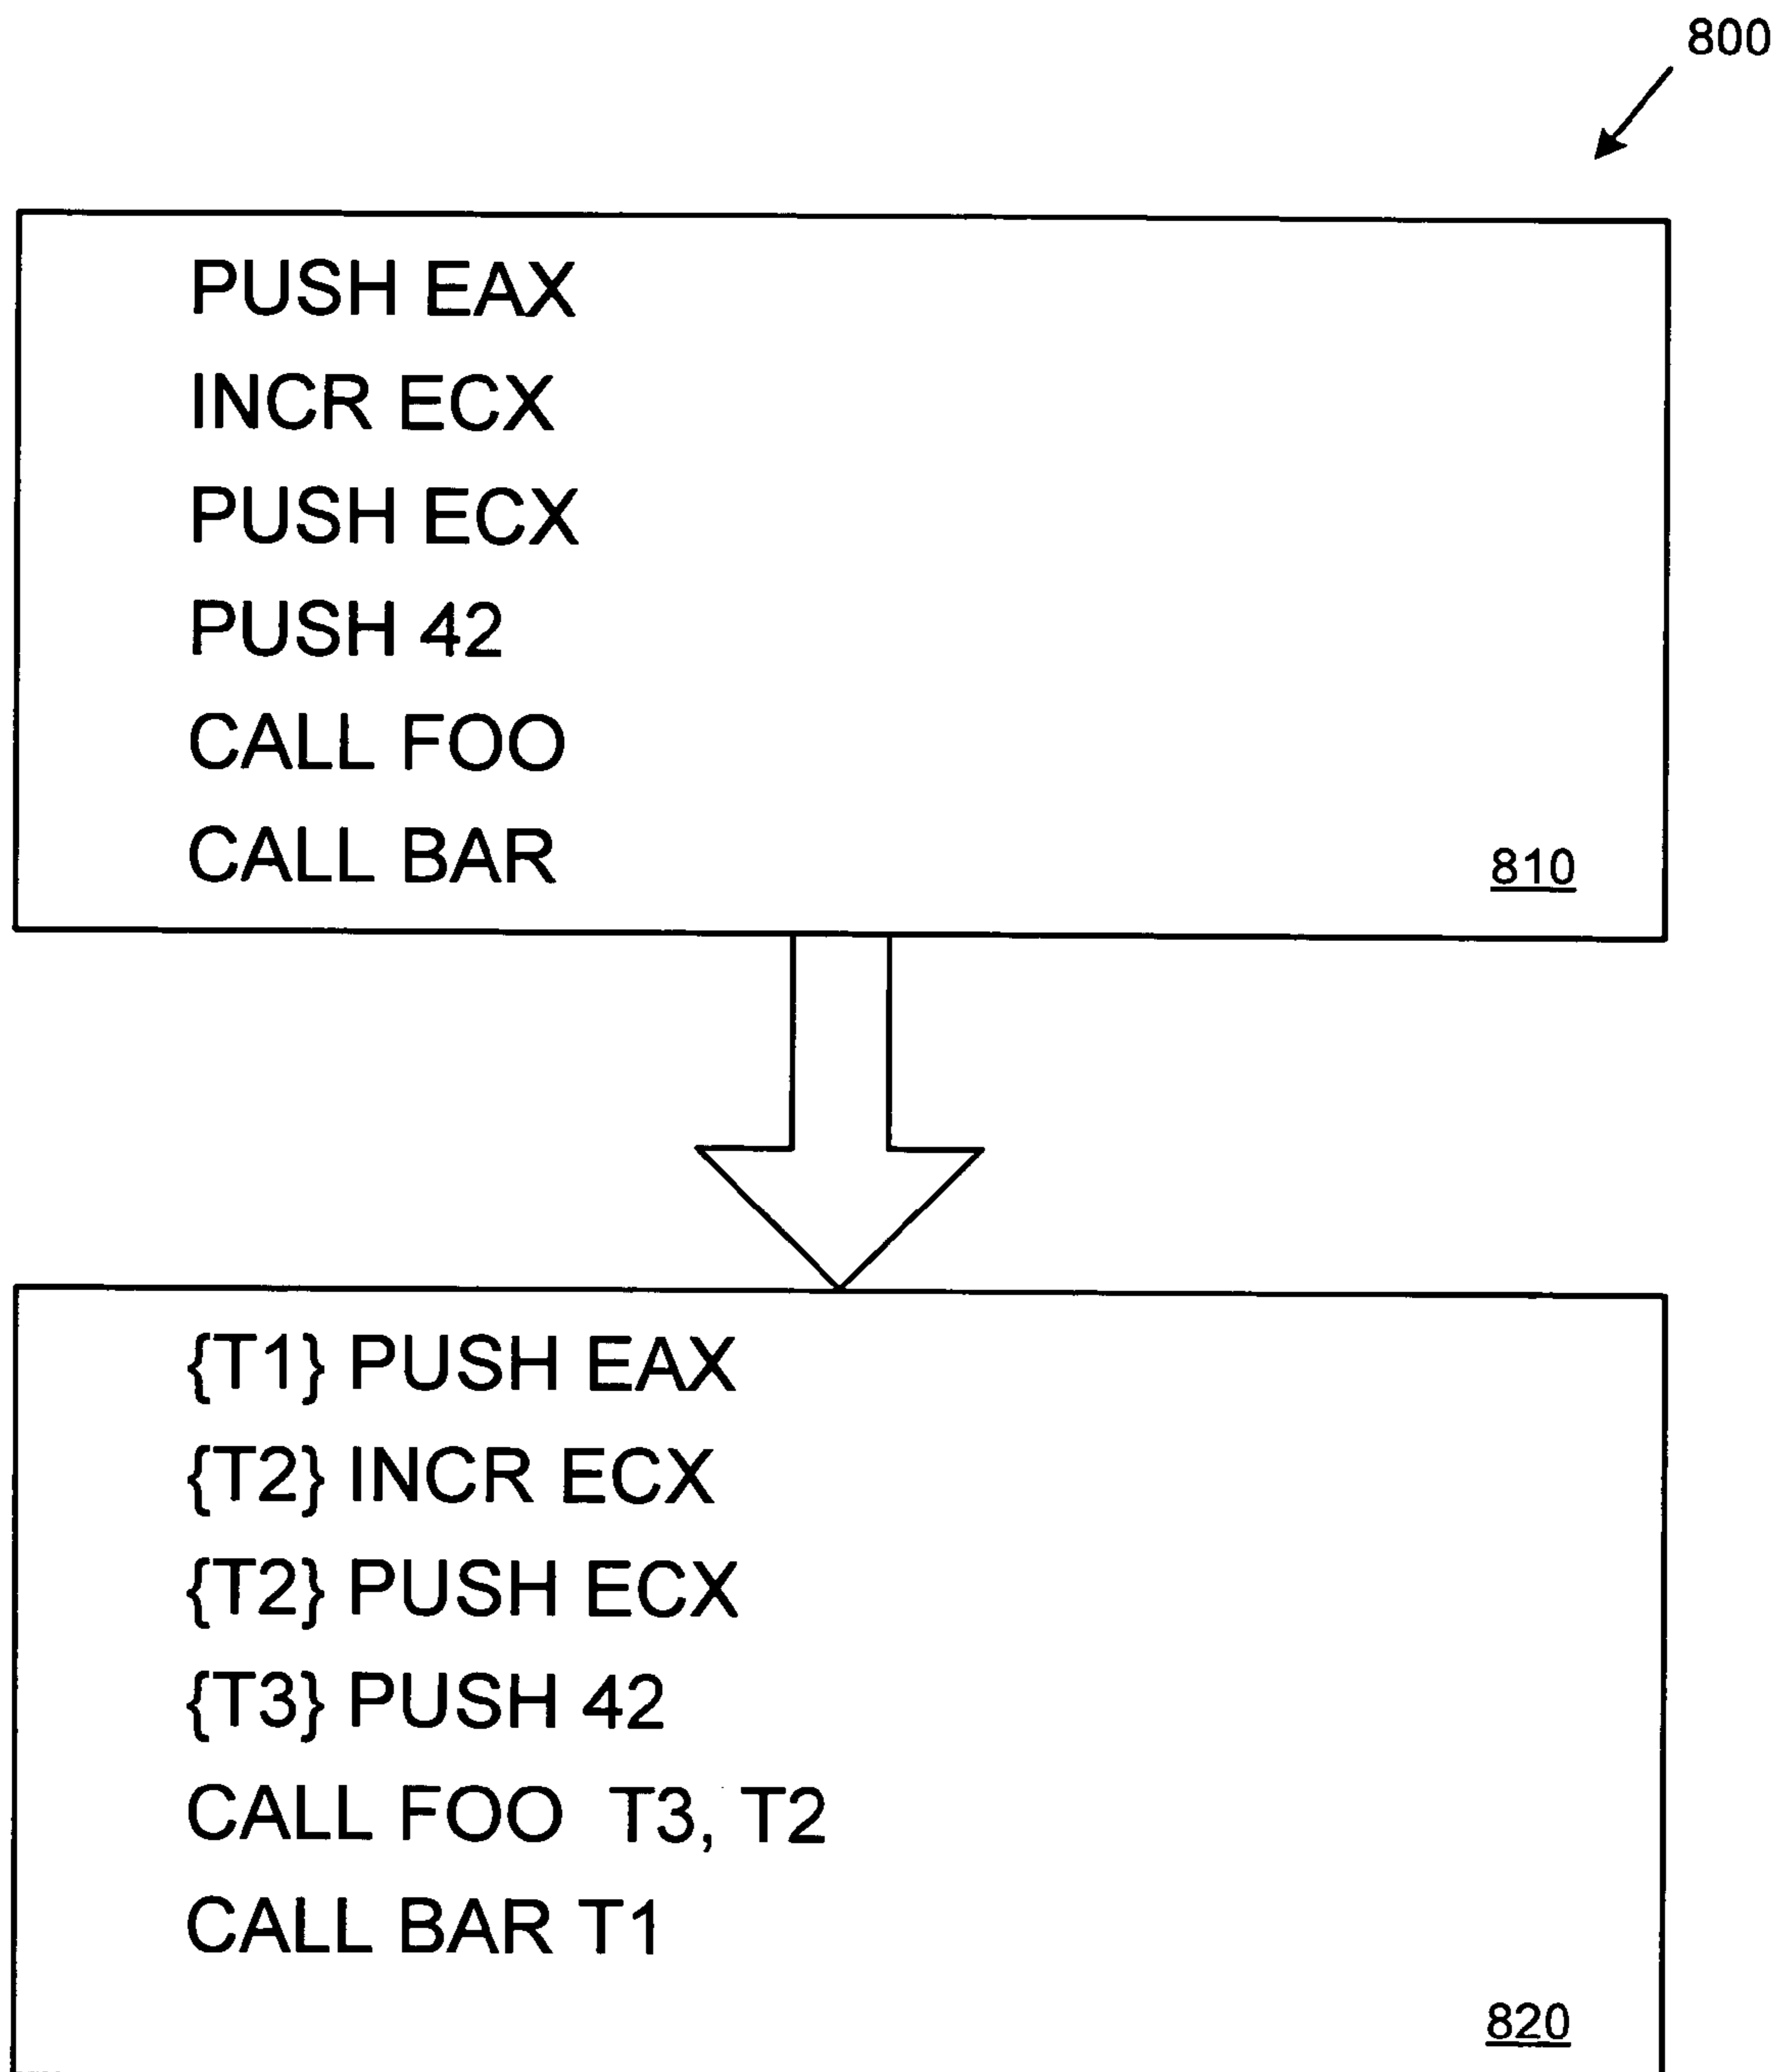 800
PUSH EAX
INCR ECX
PUSH ECX
PUSH 42
CALL FOO
CALL BAR
810
{T1} PUSH EAX
{T2} INCR ECX
{T2} PUSH ECX
{T3} PUSH 42
CALL FOO T3, T2
CALL BAR T1
820